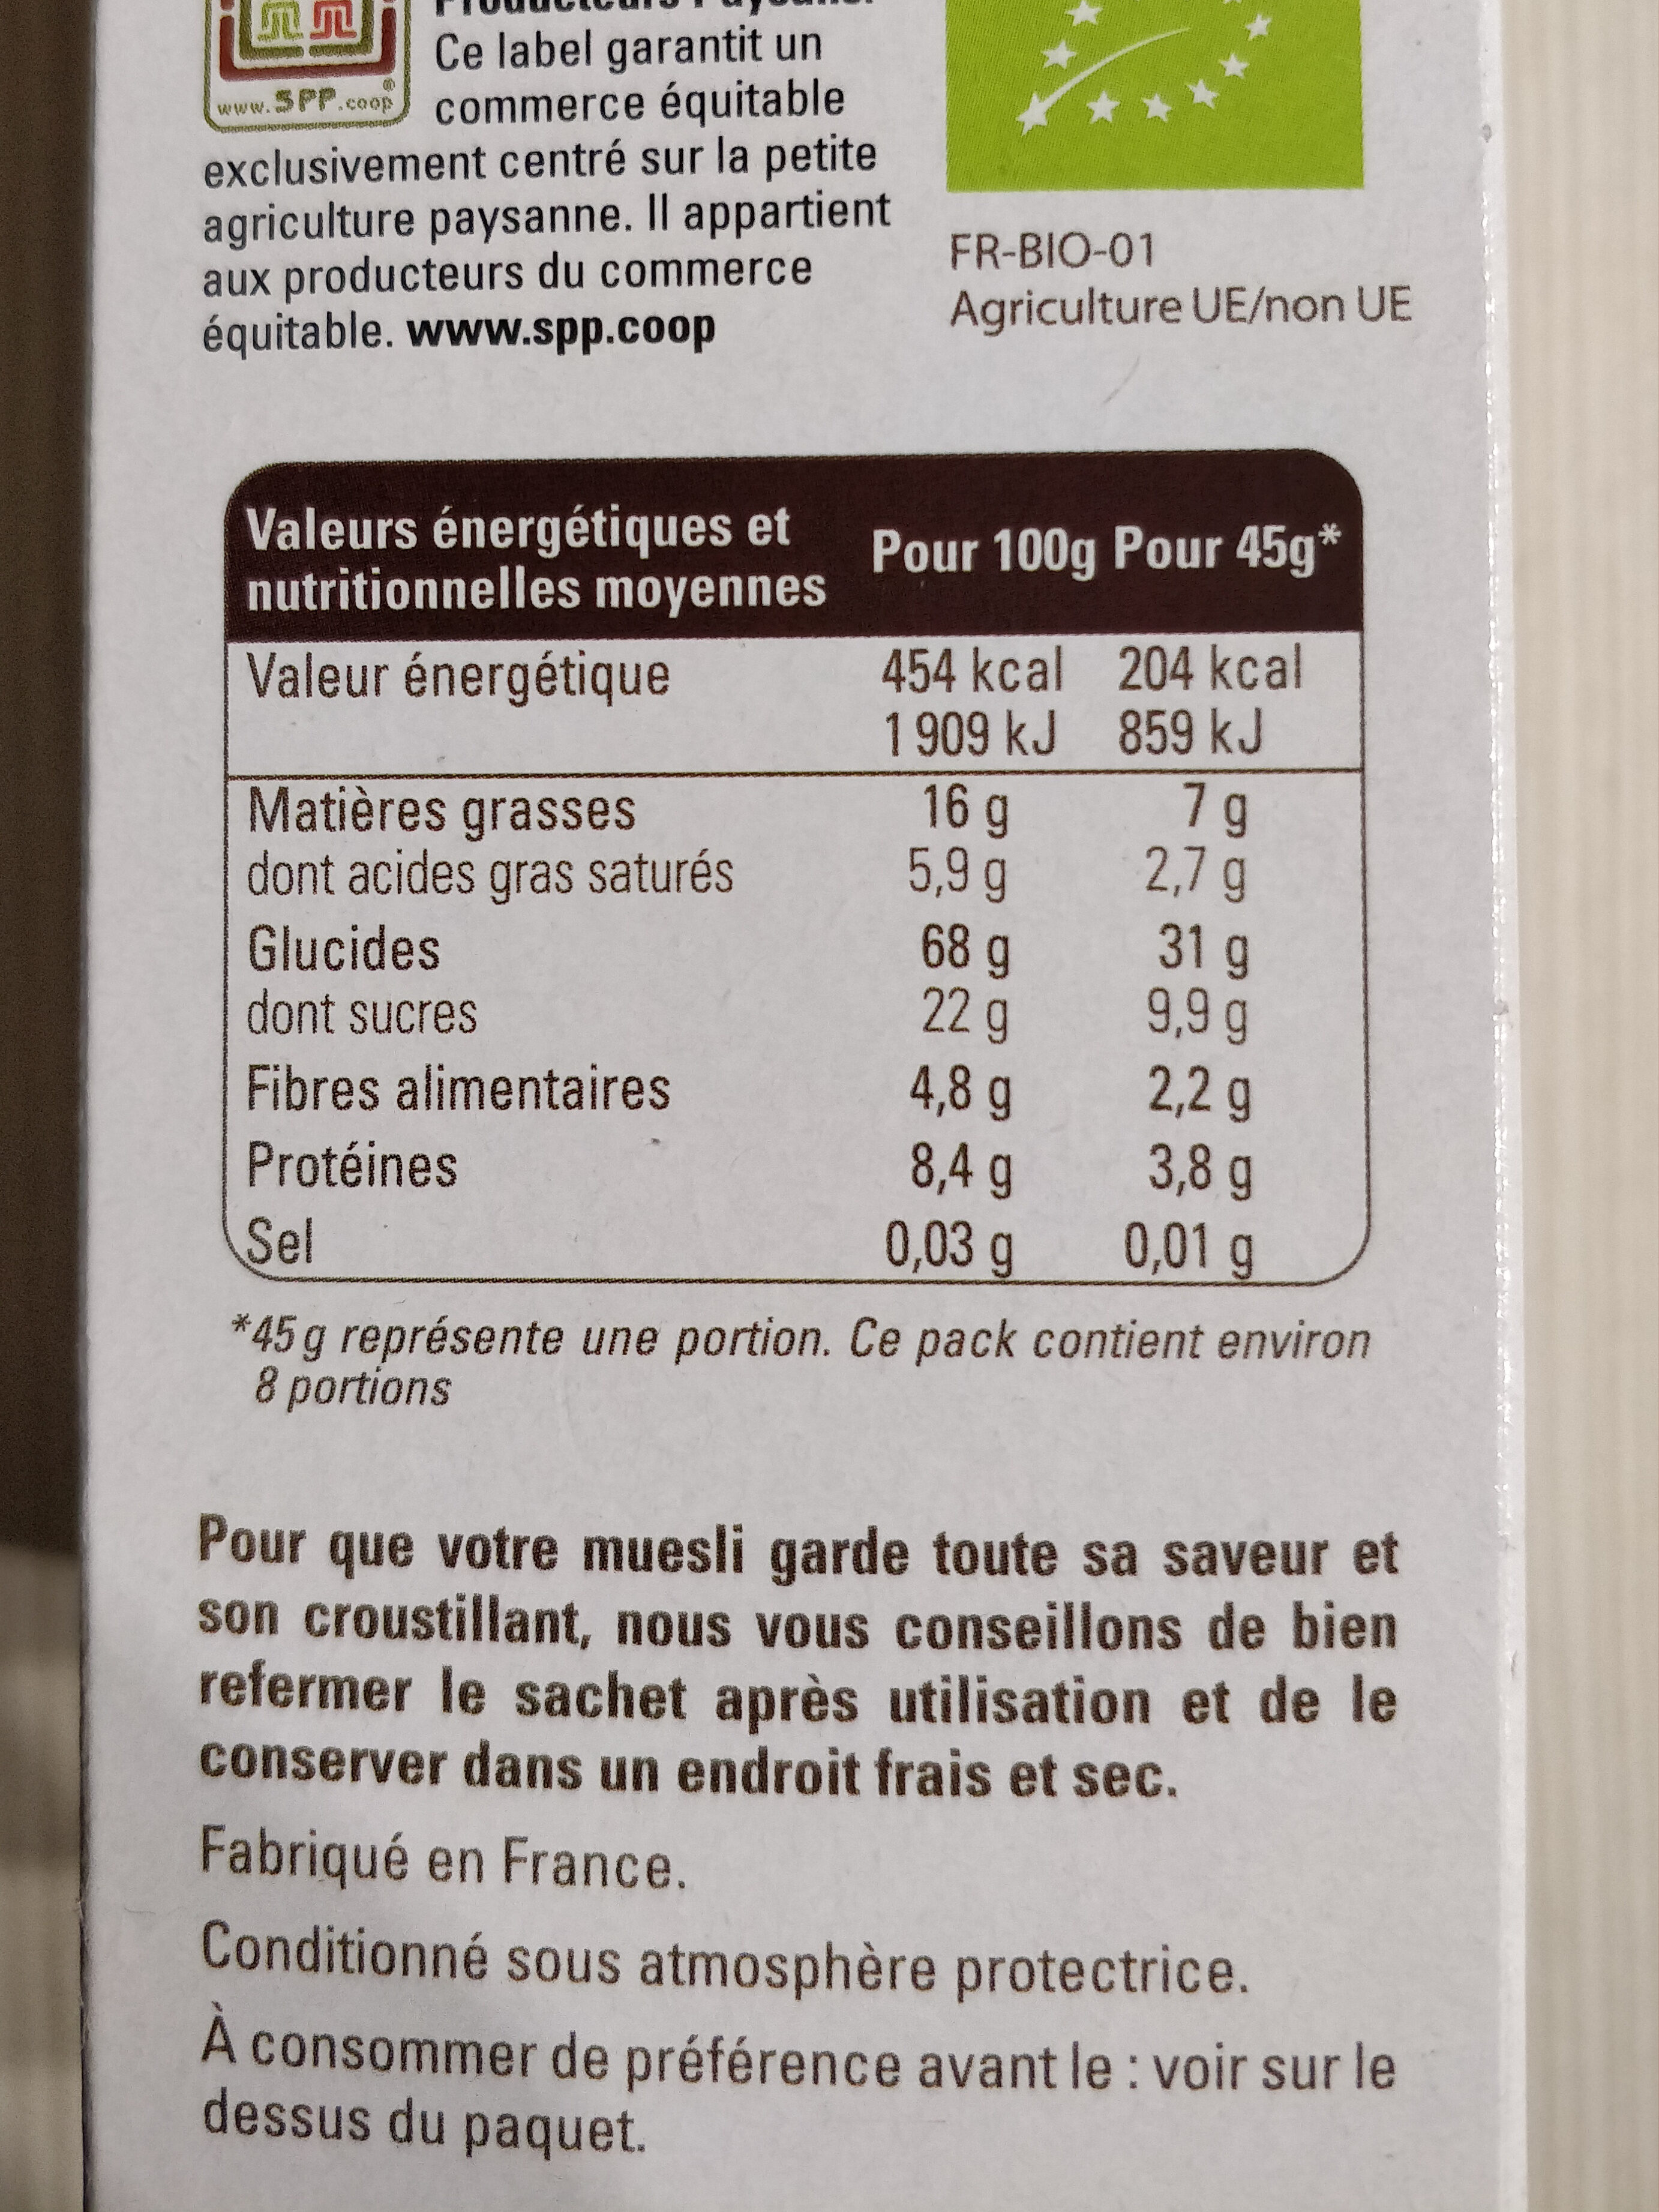 www.SPP.coop®
Ce label garantit un
commerce équitable
exclusivement centré sur la petite
agriculture paysanne. Il appartient
aux producteurs du commerce
équitable. www.spp.coop
FR-BIO-01
Agriculture UE/non UE
Valeurs énergétiques et
nutritionnelles moyennes
Pour 100g Pour 45g*
Valeur énergétique 454 kcal 204 kcal
1 909 kJ 859 kJ
Matières grasses 16 g 7 g
dont acides gras saturés 5,9 g 2,7 g
Glucides 68 g 31 g
dont sucres 22 g 9,9 g
Fibres alimentaires 4,8 g 2,2 g
Protéines 8,4 g 3,8 g
Sel 0,03 g 0,01 g
*45 g représente une portion. Ce pack contient environ
8 portions
Pour que votre muesli garde toute sa saveur et
son croustillant, nous vous conseillons de bien
refermer le sachet après utilisation et de le
conserver dans un endroit frais et sec.
Fabriqué en France.
Conditionné sous atmosphère protectrice.
À consommer de préférence avant le : voir sur le
dessus du paquet.